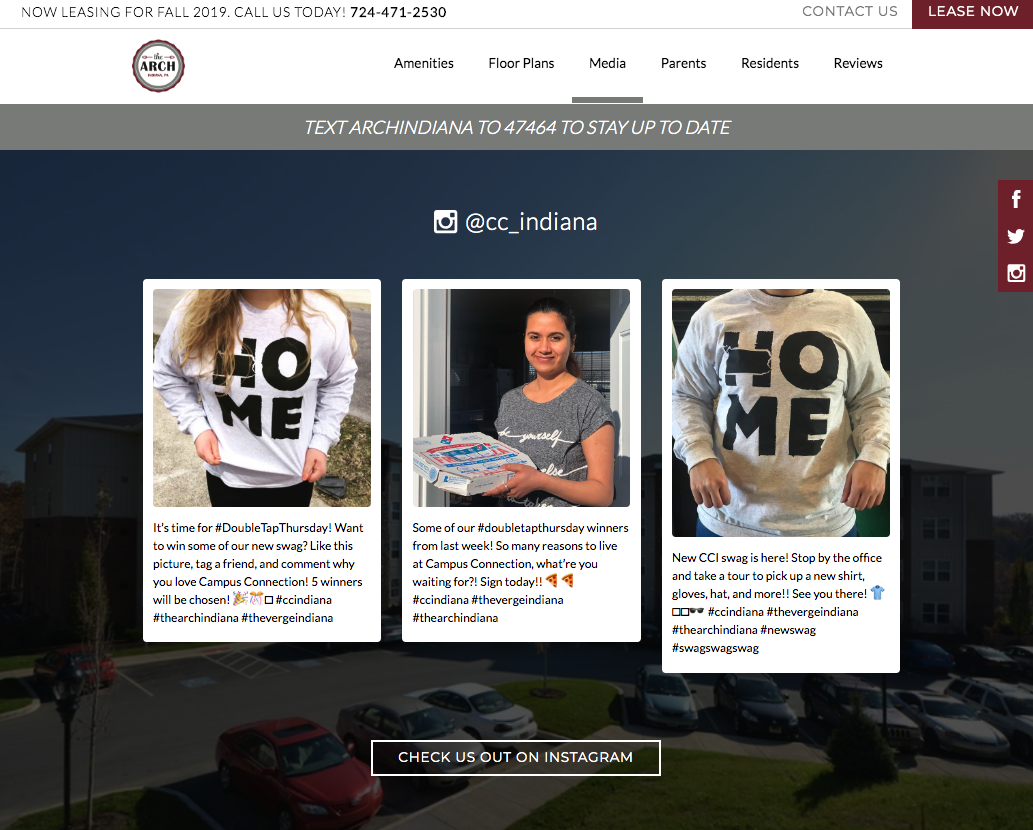 NOW LEASING FOR FALL 2019. CALL US TODAY! 724-471-2530
CONTACT US
LEASE NOW
the
ARCH
INDIANA, PA
Amenities
Floor Plans
Media
Parents
Residents
Reviews
TEXT ARCHINDIANA TO 47464 TO STAY UP TO DATE
@cc_indiana
HO
ME
be yourself
else
HO
ME
It's time for #DoubleTapThursday! Want
to win some of our new swag? Like this
picture, tag a friend, and comment why
you love Campus Connection! 5 winners
will be chosen! 🎉🎊□ #ccindiana
#thearchindiana #thevergeindiana
Some of our #doubletapthursday winners
from last week! So many reasons to live
at Campus Connection, what're you
waiting for?! Sign today!! 🍕 🍕
#ccindiana #thevergeindiana
#thearchindiana
New CCI swag is here! Stop by the office
and take a tour to pick up a new shirt,
gloves, hat, and more!! See you there! 👕
□□🕶 #ccindiana #thevergeindiana
#thearchindiana #newswag
#swagswagswag
CHECK US OUT ON INSTAGRAM